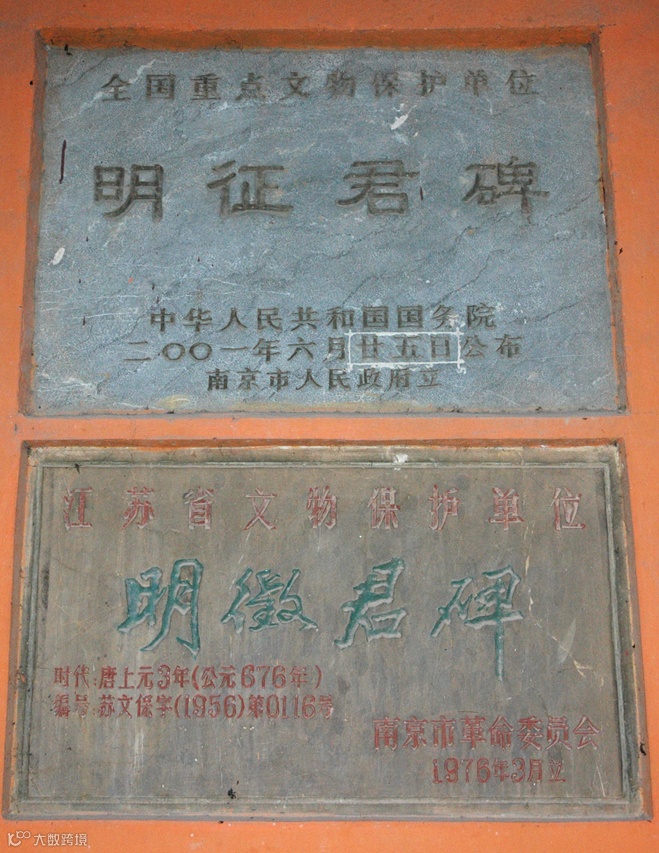 全国重点文物保护单位
明征君碑
中华人民共和国国务院
二〇〇一年六月廿五日公布
南京市人民政府立
江苏省文物保护单位
明徵君碑
时代:唐上元3年(公元676年)
编号:苏文保字(1956)第0116号
南京市革命委员会
1976年3月立
大数跨境